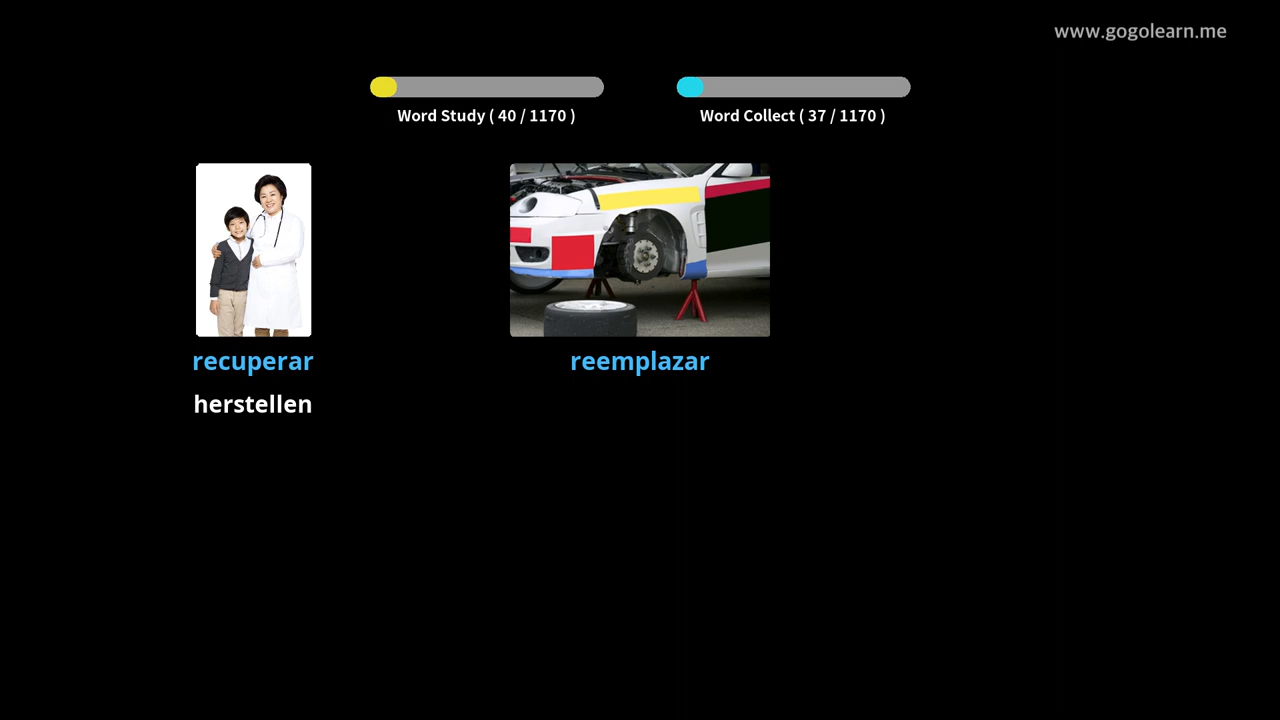 www.gogolearn.me
Word Study ( 40 / 1170 )
Word Collect ( 37 / 1170 )
recuperar
reemplazar
herstellen